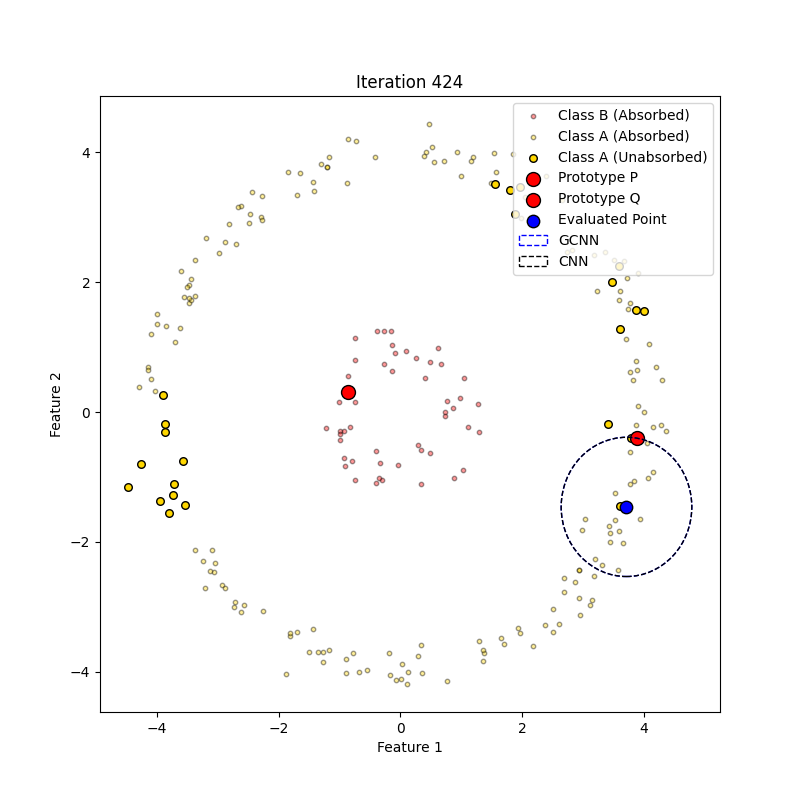 Iteration 424
Class B (Absorbed)
Class A (Absorbed)
Class A (Unabsorbed)
Prototype P
Prototype Q
Evaluated Point
GCNN
CNN
4
2
0
−2
−4
Feature 2
−4
−2
0
2
4
Feature 1